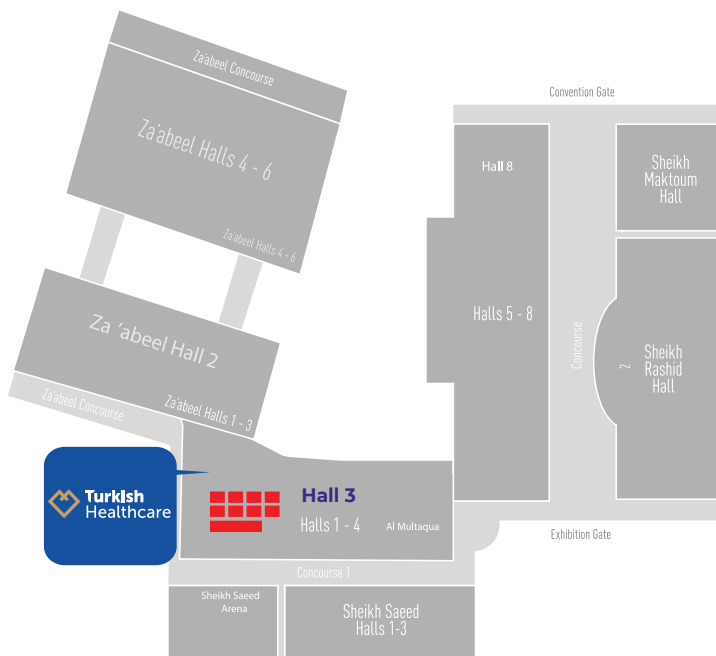 Za'abeel Concourse
Za'abeel Halls 4 - 6
Za'abeel Halls 4 - 6
Za 'abeel Hall 2
Za'abeel Halls 1 - 3
Za'abeel Concourse
Convention Gate
Hall 8
Sheikh
Maktoum
Hall
Halls 5 - 8
Concourse
2
Sheikh
Rashid
Hall
Turkish
Healthcare
Hall 3
Halls 1 - 4
Al Multaqua
Exhibition Gate
Concourse 1
Sheikh Saeed
Arena
Sheikh Saeed
Halls 1-3